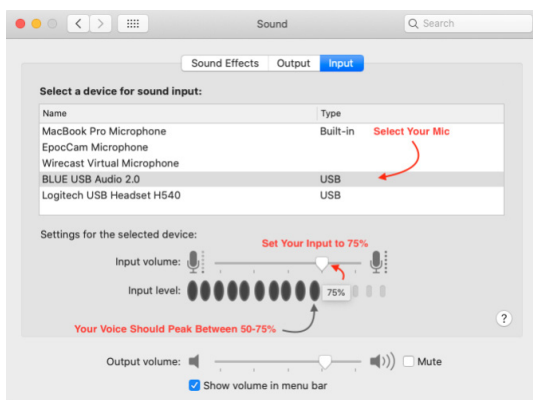 Sound
Search
Sound Effects Output Input
Select a device for sound input:
Name Type
MacBook Pro Microphone Built-in Select Your Mic
EpocCam Microphone
Wirecast Virtual Microphone
BLUE USB Audio 2.0 USB
Logitech USB Headset H540 USB
Settings for the selected device:
Set Your Input to 75%
Input volume:
Input level: 75%
Your Voice Should Peak Between 50-75%
?
Output volume: Mute
Show volume in menu bar